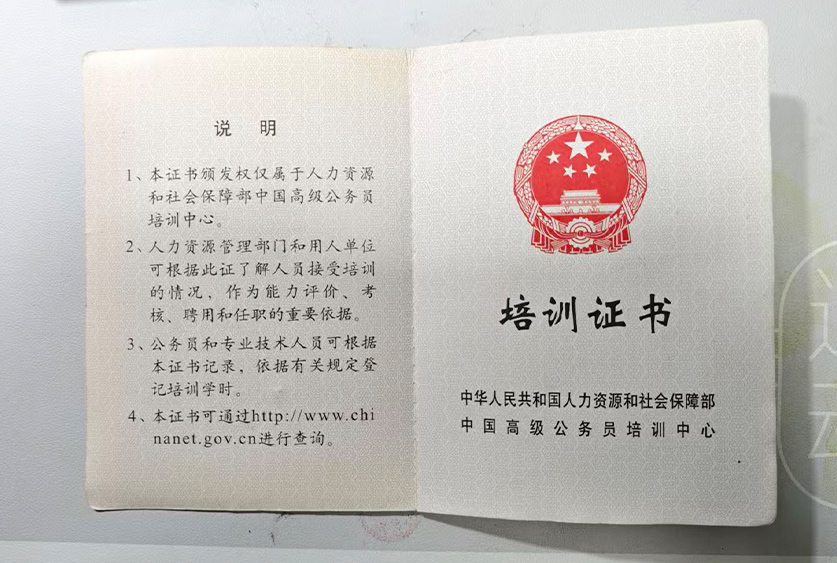 说 明
1、本证书颁发权仅属于人力资源
和社会保障部中国高级公务员
培训中心。
2、人力资源管理部门和用人单位
可根据此证了解人员接受培训
的情况，作为能力评价、考
核、聘用和任职的重要依据。
3、公务员和专业技术人员可根据
本证书记录，依据有关规定登
记培训学时。
4、本证书可通过http://www.chi
nanet.gov.cn进行查询。
培训证书
中华人民共和国人力资源和社会保障部
中国高级公务员培训中心